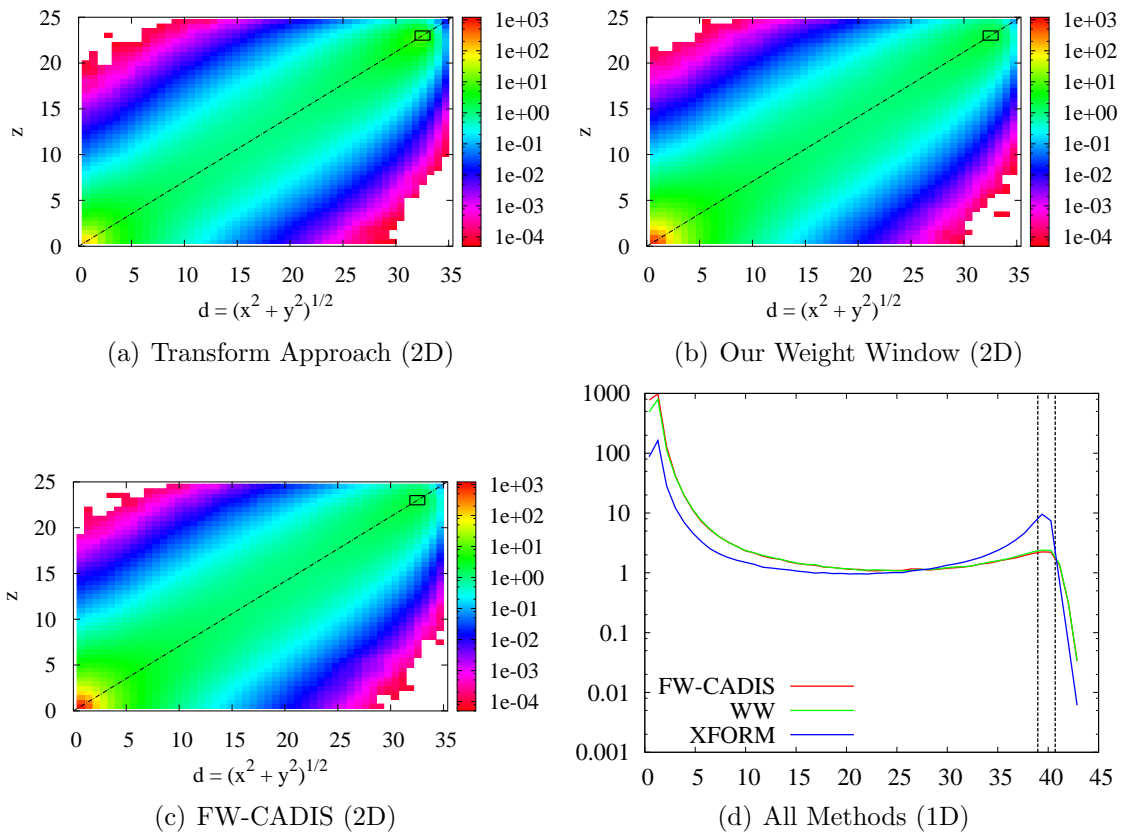 25
20
15
10
5
0
z
0 5 10 15 20 25 30 35
d = (x² + y²)^1/2
1e+03
1e+02
1e+01
1e+00
1e-01
1e-02
1e-03
1e-04
(a) Transform Approach (2D)
25
20
15
10
5
0
z
0 5 10 15 20 25 30 35
d = (x² + y²)^1/2
1e+03
1e+02
1e+01
1e+00
1e-01
1e-02
1e-03
1e-04
(b) Our Weight Window (2D)
25
20
15
10
5
0
z
0 5 10 15 20 25 30 35
d = (x² + y²)^1/2
1e+03
1e+02
1e+01
1e+00
1e-01
1e-02
1e-03
1e-04
(c) FW-CADIS (2D)
1000
100
10
1
0.1
0.01
0.001
FW-CADIS
WW
XFORM
0 5 10 15 20 25 30 35 40 45
(d) All Methods (1D)